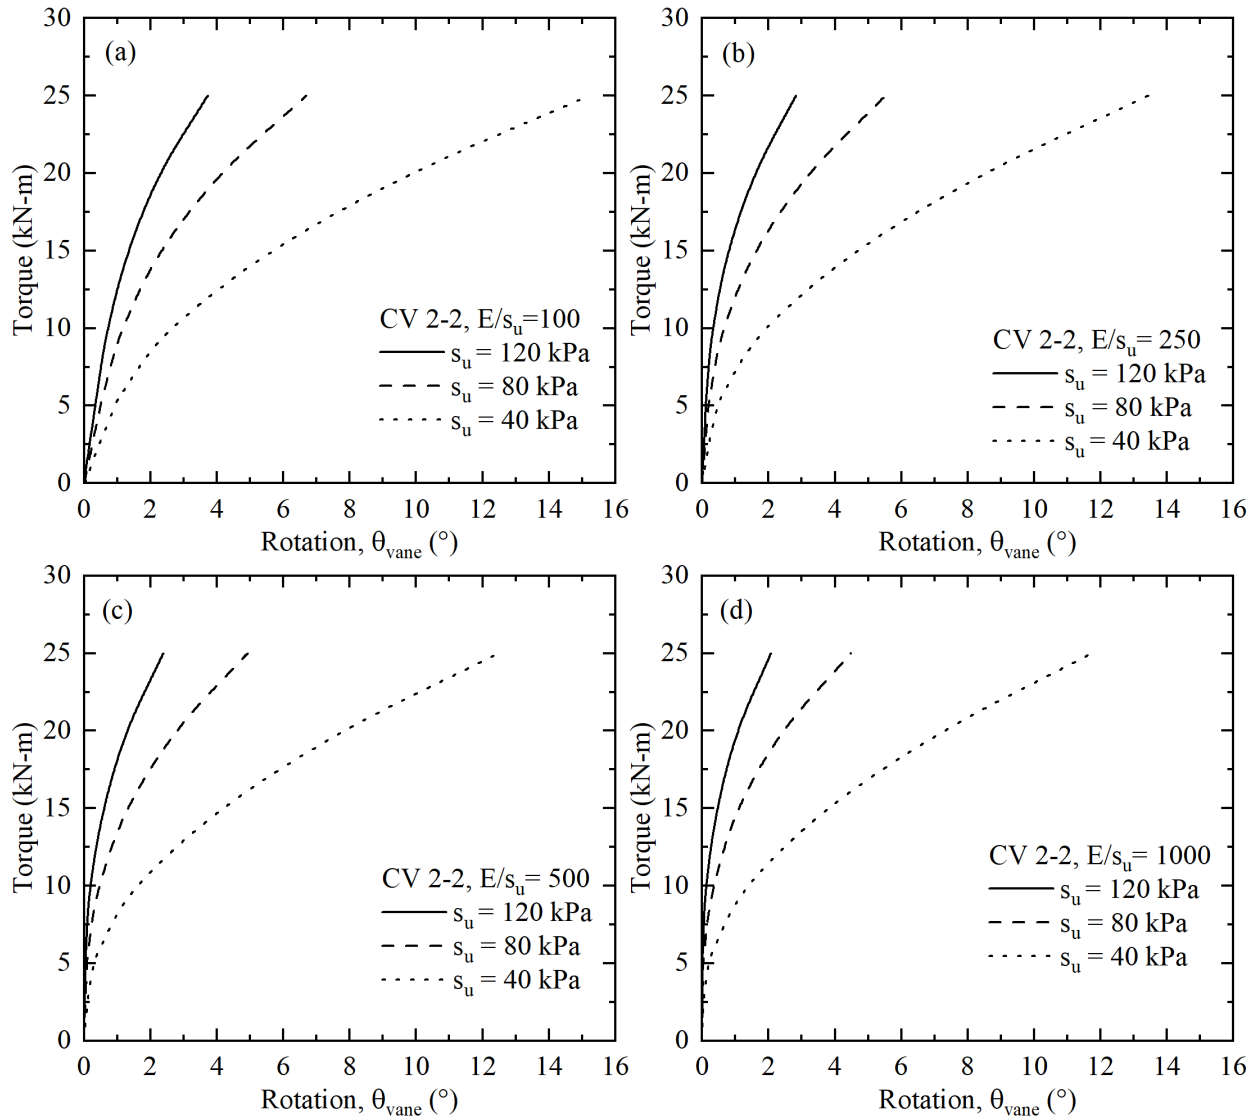 (a)
30
25
20
15
10
5
0
Torque (kN-m)
CV 2-2, E/sᵤ=100
sᵤ = 120 kPa
sᵤ = 80 kPa
sᵤ = 40 kPa
0 2 4 6 8 10 12 14 16
Rotation, θvane (°)
(b)
30
25
20
15
10
5
0
Torque (kN-m)
CV 2-2, E/sᵤ= 250
sᵤ = 120 kPa
sᵤ = 80 kPa
sᵤ = 40 kPa
0 2 4 6 8 10 12 14 16
Rotation, θvane (°)
(c)
30
25
20
15
10
5
0
Torque (kN-m)
CV 2-2, E/sᵤ= 500
sᵤ = 120 kPa
sᵤ = 80 kPa
sᵤ = 40 kPa
0 2 4 6 8 10 12 14 16
Rotation, θvane (°)
(d)
30
25
20
15
10
5
0
Torque (kN-m)
CV 2-2, E/sᵤ= 1000
sᵤ = 120 kPa
sᵤ = 80 kPa
sᵤ = 40 kPa
0 2 4 6 8 10 12 14 16
Rotation, θvane (°)